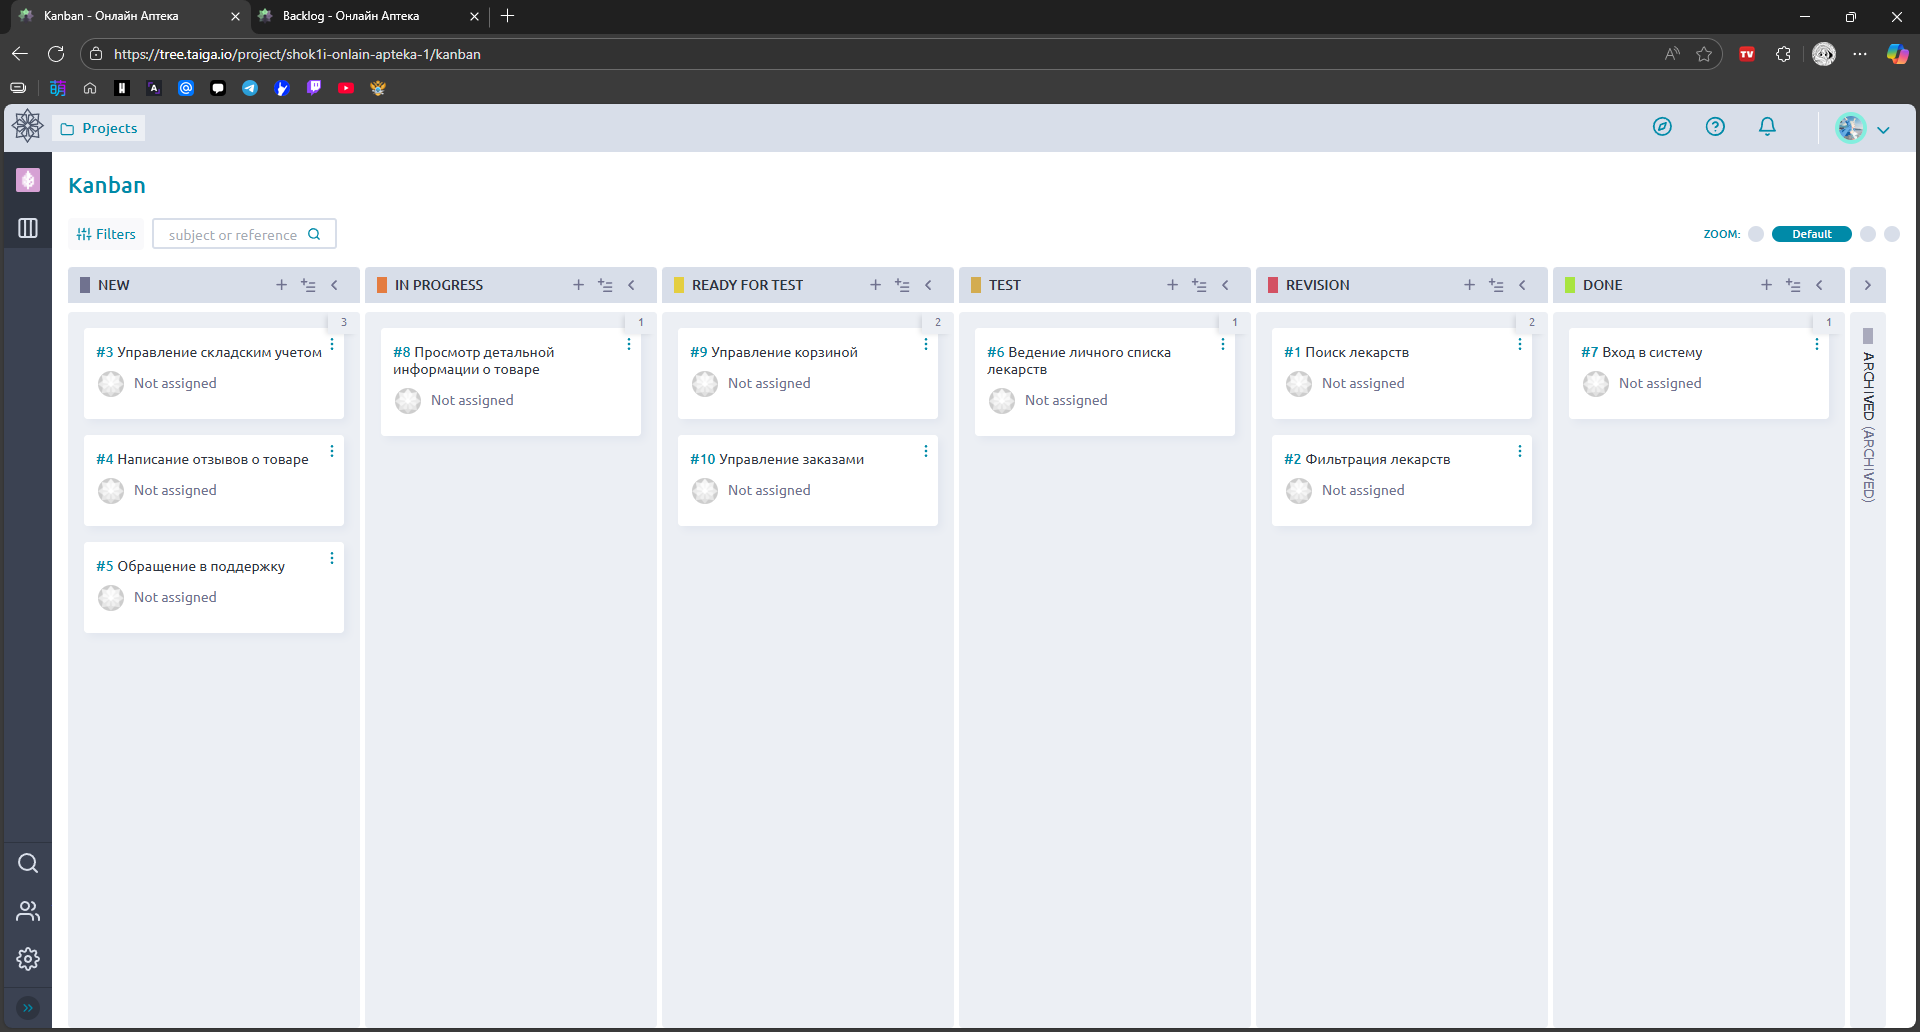 Kanban - Онлайн Аптека
Backlog - Онлайн Аптека
https://tree.taiga.io/project/shok1i-onlain-apteka-1/kanban
Projects
Kanban
Filters
subject or reference
ZOOM:
Default
NEW
IN PROGRESS
READY FOR TEST
TEST
REVISION
DONE
3
#3 Управление складским учетом
Not assigned
#4 Написание отзывов о товаре
Not assigned
#5 Обращение в поддержку
Not assigned
1
#8 Просмотр детальной
информации о товаре
Not assigned
2
#9 Управление корзиной
Not assigned
#10 Управление заказами
Not assigned
1
#6 Ведение личного списка
лекарств
Not assigned
2
#1 Поиск лекарств
Not assigned
#2 Фильтрация лекарств
Not assigned
1
#7 Вход в систему
Not assigned
ARCHIVED (ARCHIVED)